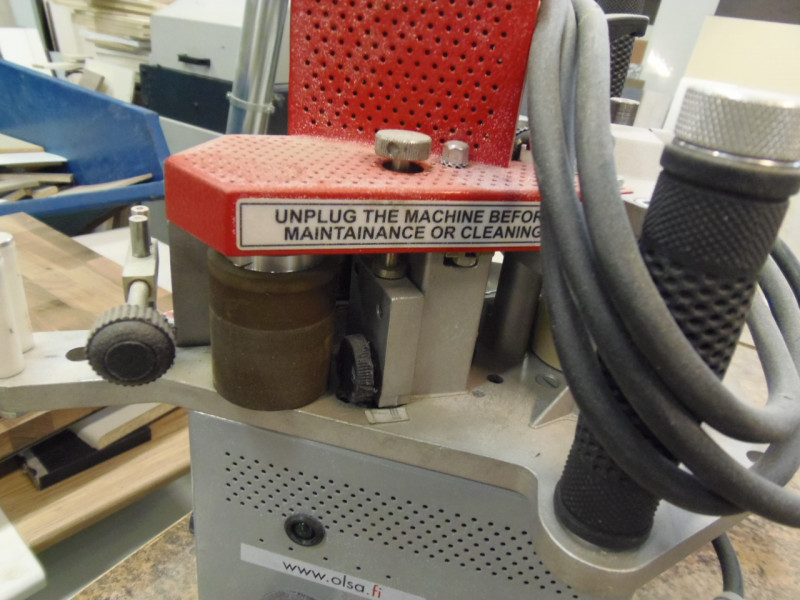 UNPLUG THE MACHINE BEFOR
MAINTAINANCE OR CLEANING
www.olsa.fi